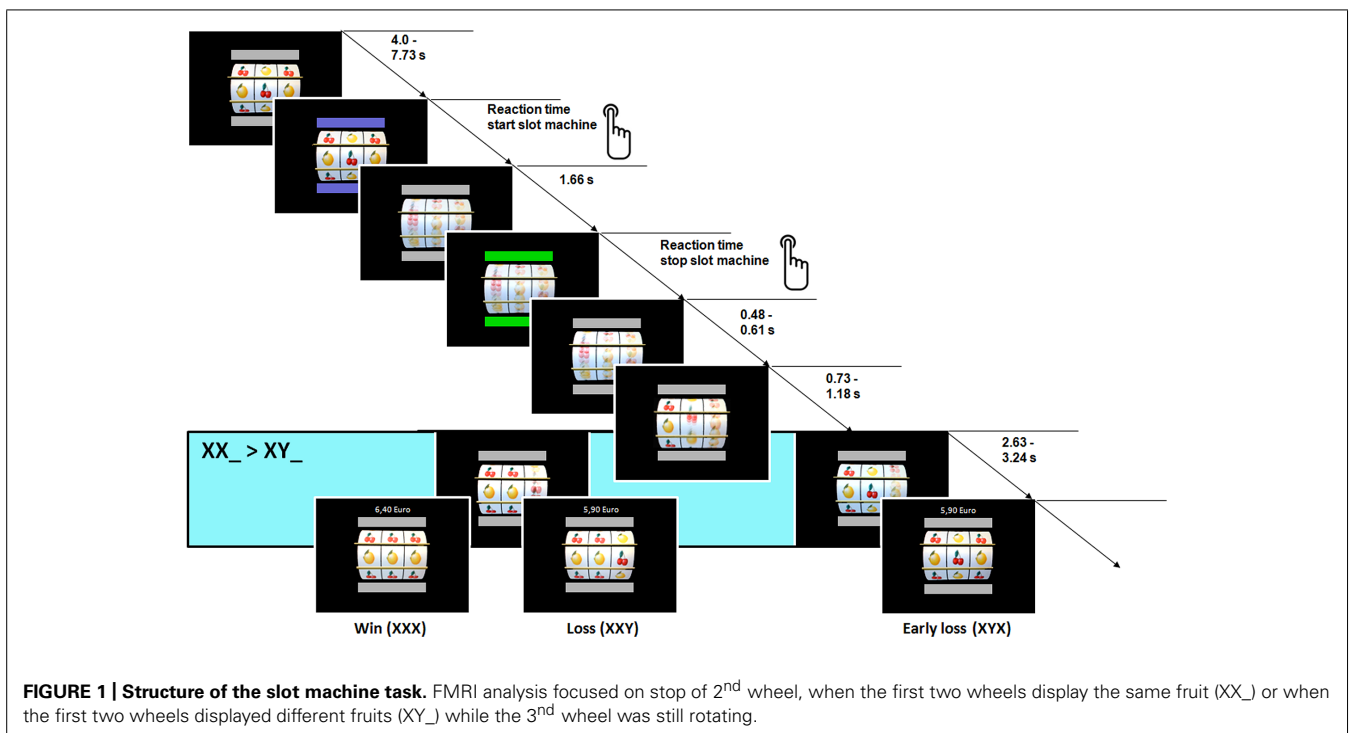 4.0 -
7.73 s
Reaction time
start slot machine
1.66 s
Reaction time
stop slot machine
0.48 -
0.61 s
0.73 -
1.18 s
2.63 -
3.24 s
XX_ > XY_
6,40 Euro
5,90 Euro
5,90 Euro
Win (XXX)
Loss (XXY)
Early loss (XYX)
FIGURE 1 | Structure of the slot machine task. FMRI analysis focused on stop of 2nd wheel, when the first two wheels display the same fruit (XX_) or when
the first two wheels displayed different fruits (XY_) while the 3nd wheel was still rotating.